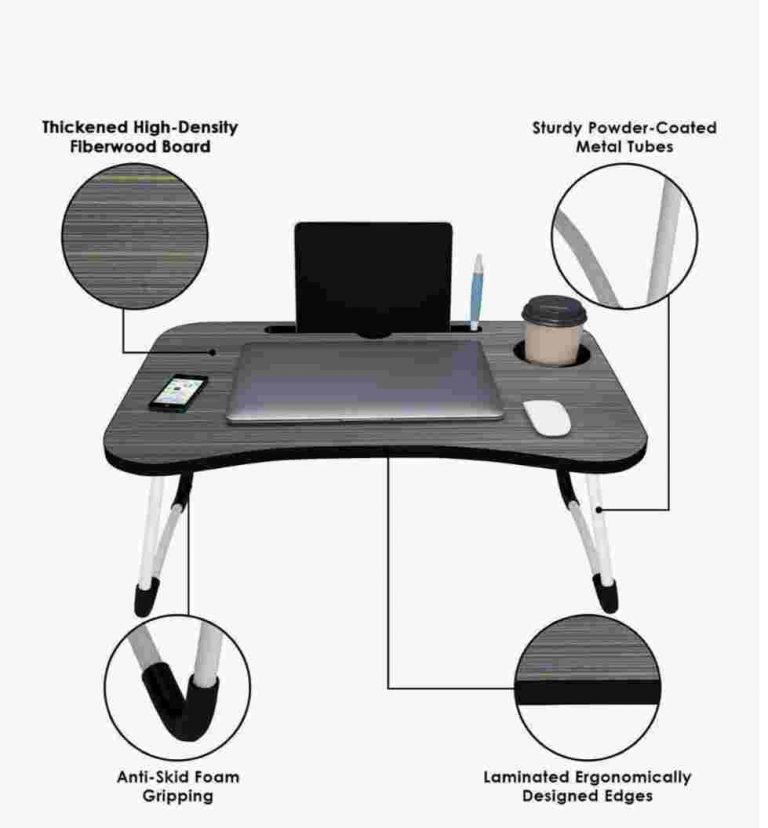 Thickened High-Density
Fiberwood Board
Sturdy Powder-Coated
Metal Tubes
Anti-Skid Foam
Gripping
Laminated Ergonomically
Designed Edges